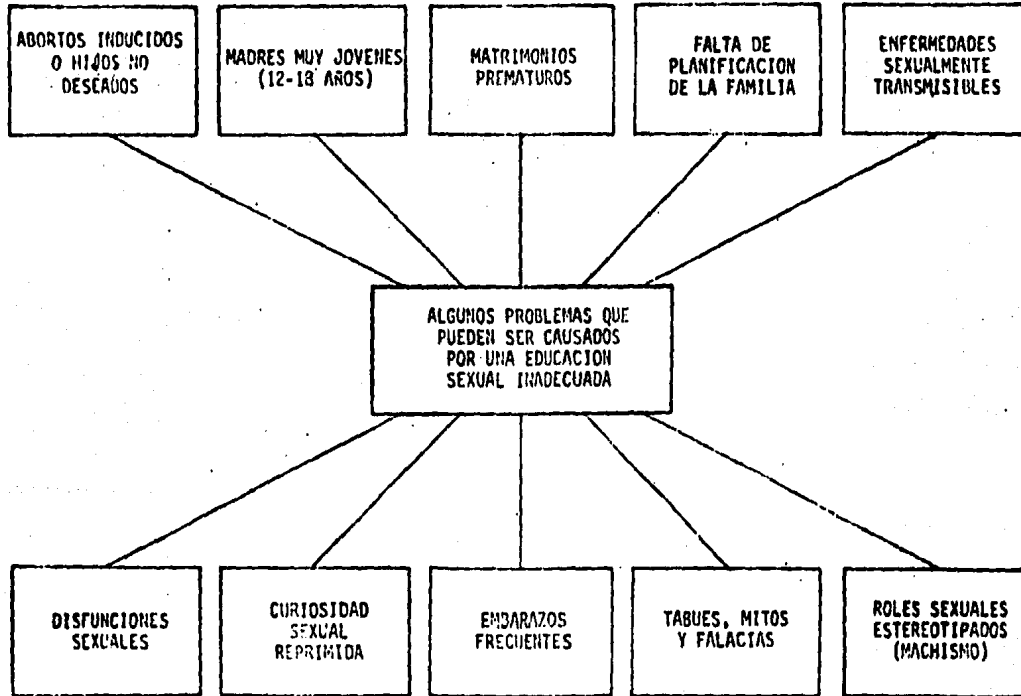 ABORTOS INDUCIDOS
O HIJOS NO
DESEADOS
MADRES MUY JOVENES
(12-18 AÑOS)
MATRIMONIOS
PREMATUROS
FALTA DE
PLANIFICACION
DE LA FAMILIA
ENFERMEDADES
SEXUALMENTE
TRANSMISIBLES
ALGUNOS PROBLEMAS QUE
PUEDEN SER CAUSADOS
POR UNA EDUCACION
SEXUAL INADECUADA
DISFUNCIONES
SEXUALES
CURIOSIDAD
SEXUAL
REPRIMIDA
EMBARAZOS
FRECUENTES
TABUES, MITOS
Y FALACIAS
ROLES SEXUALES
ESTEREOTIPADOS
(MACHISMO)